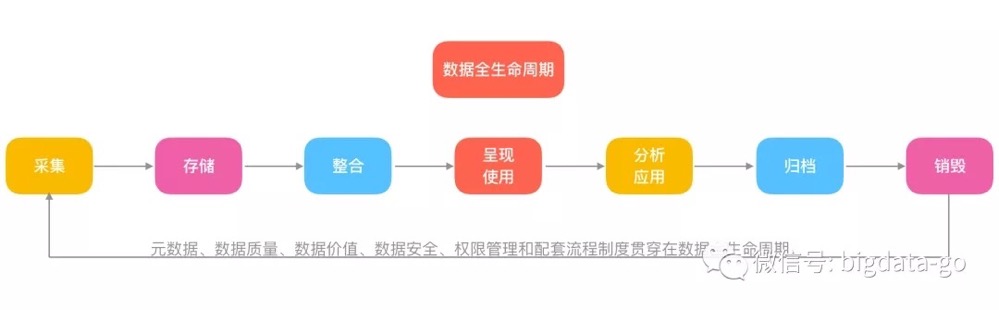 数据全生命周期
采集
存储
整合
呈现
使用
分析
应用
归档
销毁
元数据、数据质量、数据价值、数据安全、权限管理和配套流程制度贯穿在数据 生命周期
微信号: bigdata-go